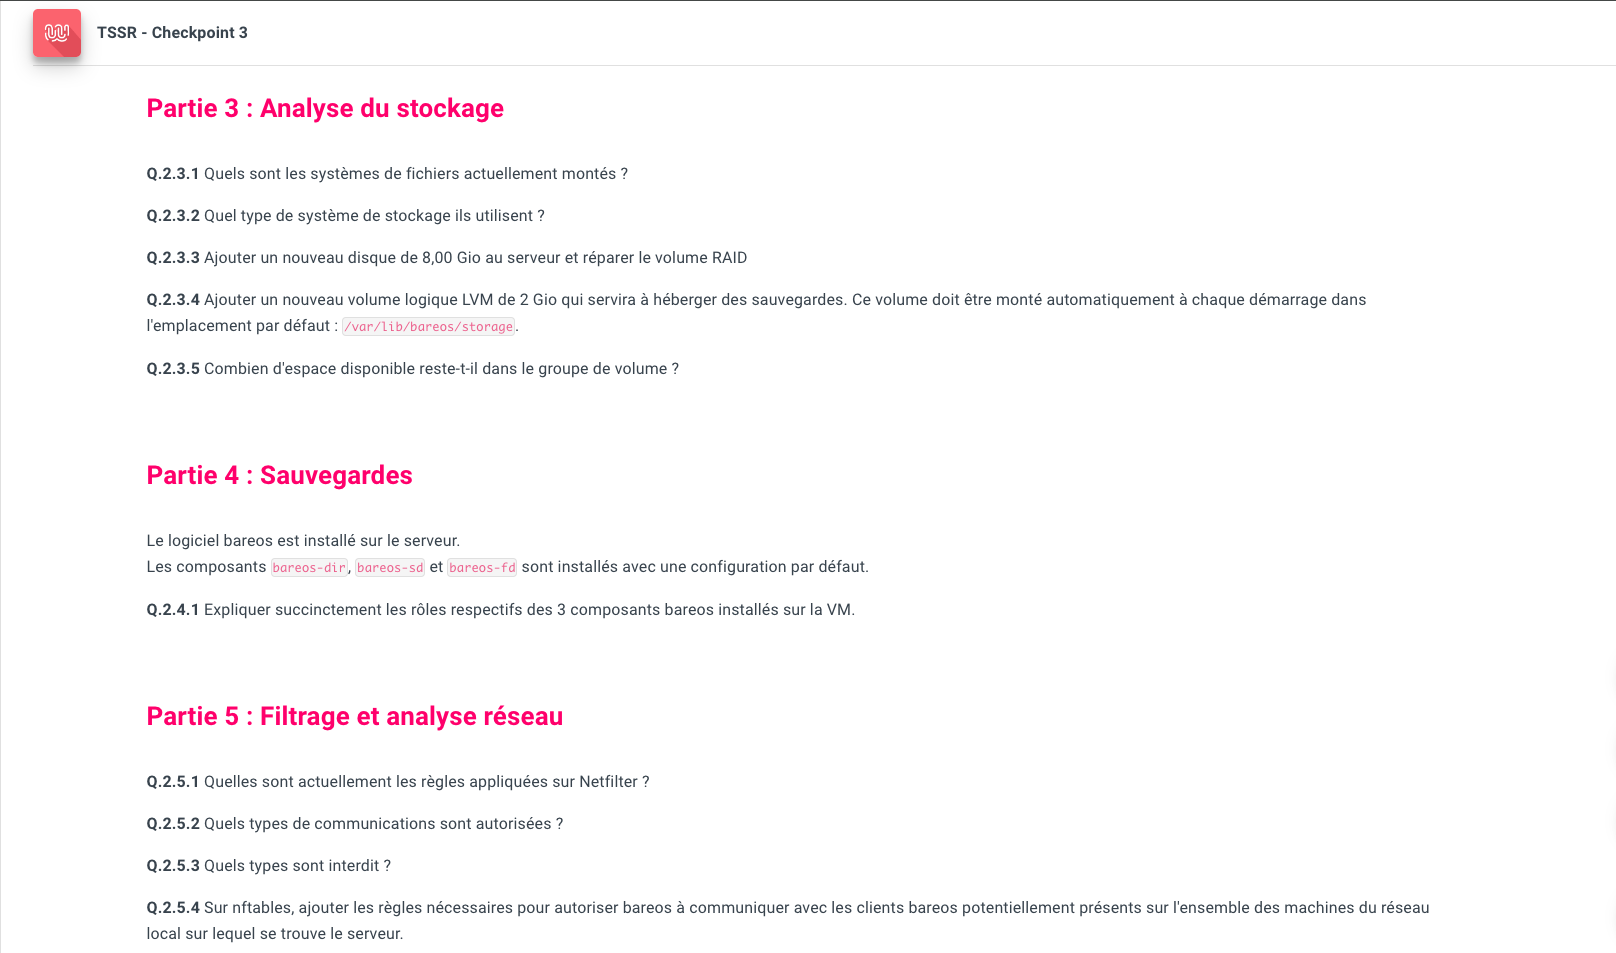 TSSR - Checkpoint 3
Partie 3 : Analyse du stockage
Q.2.3.1 Quels sont les systèmes de fichiers actuellement montés ?
Q.2.3.2 Quel type de système de stockage ils utilisent ?
Q.2.3.3 Ajouter un nouveau disque de 8,00 Gio au serveur et réparer le volume RAID
Q.2.3.4 Ajouter un nouveau volume logique LVM de 2 Gio qui servira à héberger des sauvegardes. Ce volume doit être monté automatiquement à chaque démarrage dans
l'emplacement par défaut : /var/lib/bareos/storage.
Q.2.3.5 Combien d'espace disponible reste-t-il dans le groupe de volume ?
Partie 4 : Sauvegardes
Le logiciel bareos est installé sur le serveur.
Les composants bareos-dir, bareos-sd et bareos-fd sont installés avec une configuration par défaut.
Q.2.4.1 Expliquer succinctement les rôles respectifs des 3 composants bareos installés sur la VM.
Partie 5 : Filtrage et analyse réseau
Q.2.5.1 Quelles sont actuellement les règles appliquées sur Netfilter ?
Q.2.5.2 Quels types de communications sont autorisées ?
Q.2.5.3 Quels types sont interdit ?
Q.2.5.4 Sur nftables, ajouter les règles nécessaires pour autoriser bareos à communiquer avec les clients bareos potentiellement présents sur l'ensemble des machines du réseau
local sur lequel se trouve le serveur.